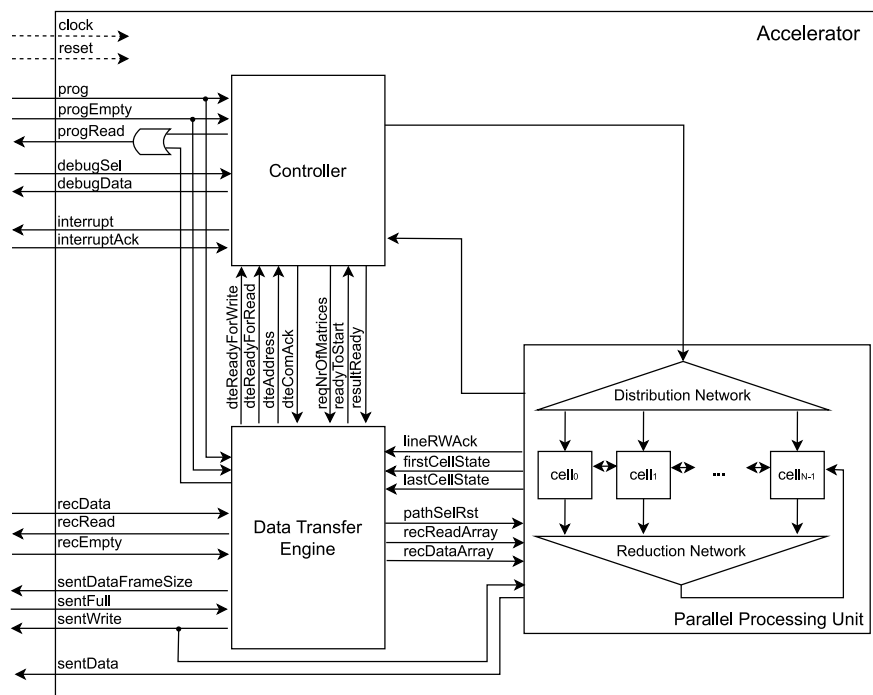 clock
Accelerator
reset
prog
progEmpty
progRead
debugSel
debugData
interrupt
interruptAck
Controller
dteReadyForWrite
dteReadyForRead
dteAddress
dteComAck
reqNrOfMatrices
readyToStart
resultReady
Distribution Network
cell0
cell1
...
cellN-1
Reduction Network
Parallel Processing Unit
lineRWAck
firstCellState
lastCellState
pathSelRst
recReadArray
recDataArray
Data Transfer
Engine
recData
recRead
recEmpty
sentDataFrameSize
sentFull
sentWrite
sentData